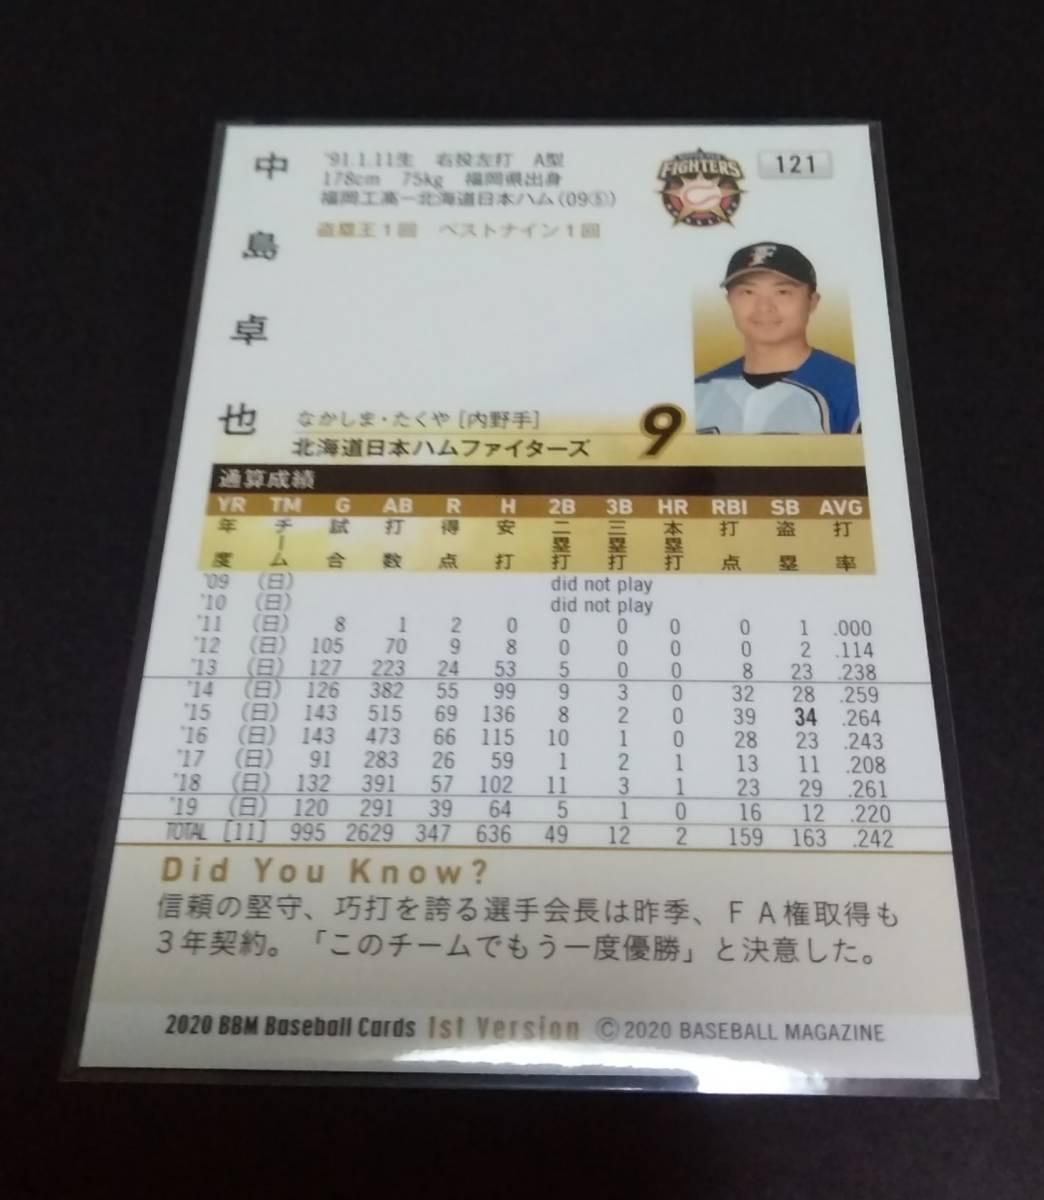 中島卓也
'91.1.11生 右投左打 A型
178cm 75kg 福岡県出身
福岡工高ー北海道日本ハム(09⑤)
盗塁王1回 ベストナイン1回
FIGHTERS
121
F
なかしま・たくや [内野手]
北海道日本ハムファイターズ
9
通算成績
YR TM G AB R H 2B 3B HR RBI SB AVG
年度 チーム 試合 打数 得点 安打 二塁打 三塁打 本塁打 打点 盗塁 打率
'09 (日) did not play
'10 (日) did not play
'11 (日) 8 1 2 0 0 0 0 0 1 .000
'12 (日) 105 70 9 8 0 0 0 0 2 .114
'13 (日) 127 223 24 53 5 0 0 8 23 .238
'14 (日) 126 382 55 99 9 3 0 32 28 .259
'15 (日) 143 515 69 136 8 2 0 39 34 .264
'16 (日) 143 473 66 115 10 1 0 28 23 .243
'17 (日) 91 283 26 59 1 2 1 13 11 .208
'18 (日) 132 391 57 102 11 3 1 23 29 .261
'19 (日) 120 291 39 64 5 1 0 16 12 .220
TOTAL [11] 995 2629 347 636 49 12 2 159 163 .242
Did You Know?
信頼の堅守、巧打を誇る選手会長は昨季、FA権取得も
3年契約。「このチームでもう一度優勝」と決意した。
2020 BBM Baseball Cards 1st Version ©2020 BASEBALL MAGAZINE